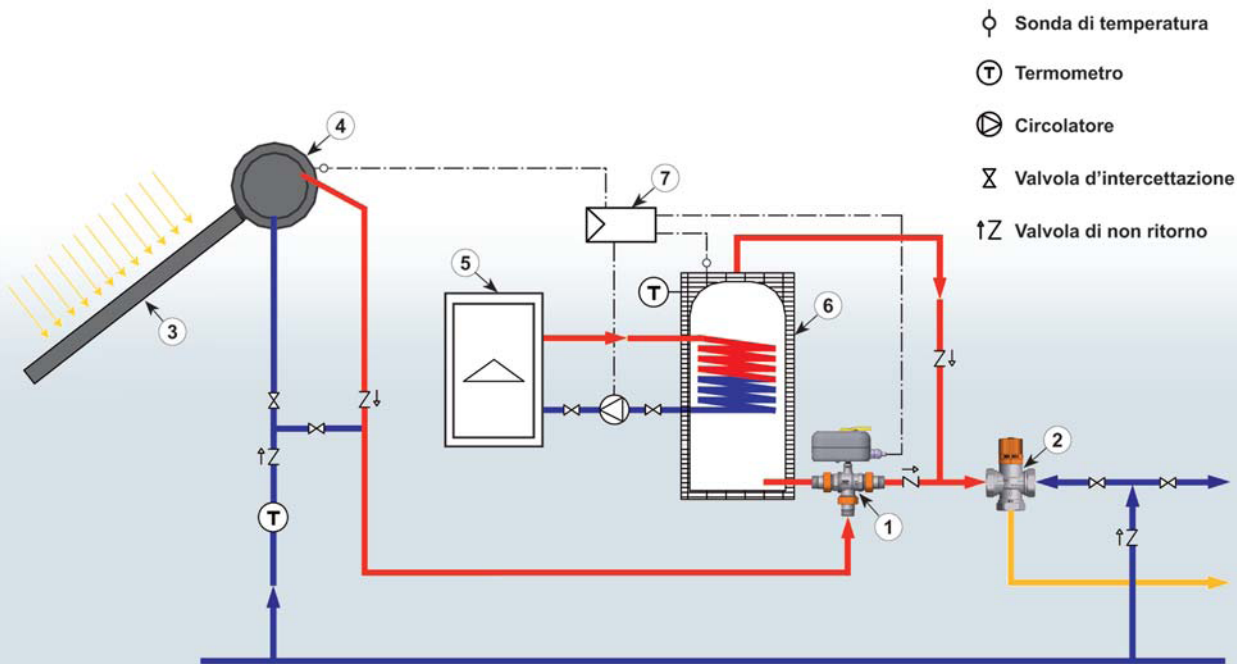 Sonda di temperatura
T Termometro
Circolatore
Valvola d'intercettazione
Valvola di non ritorno
4
7
5
T
6
3
2
1
T